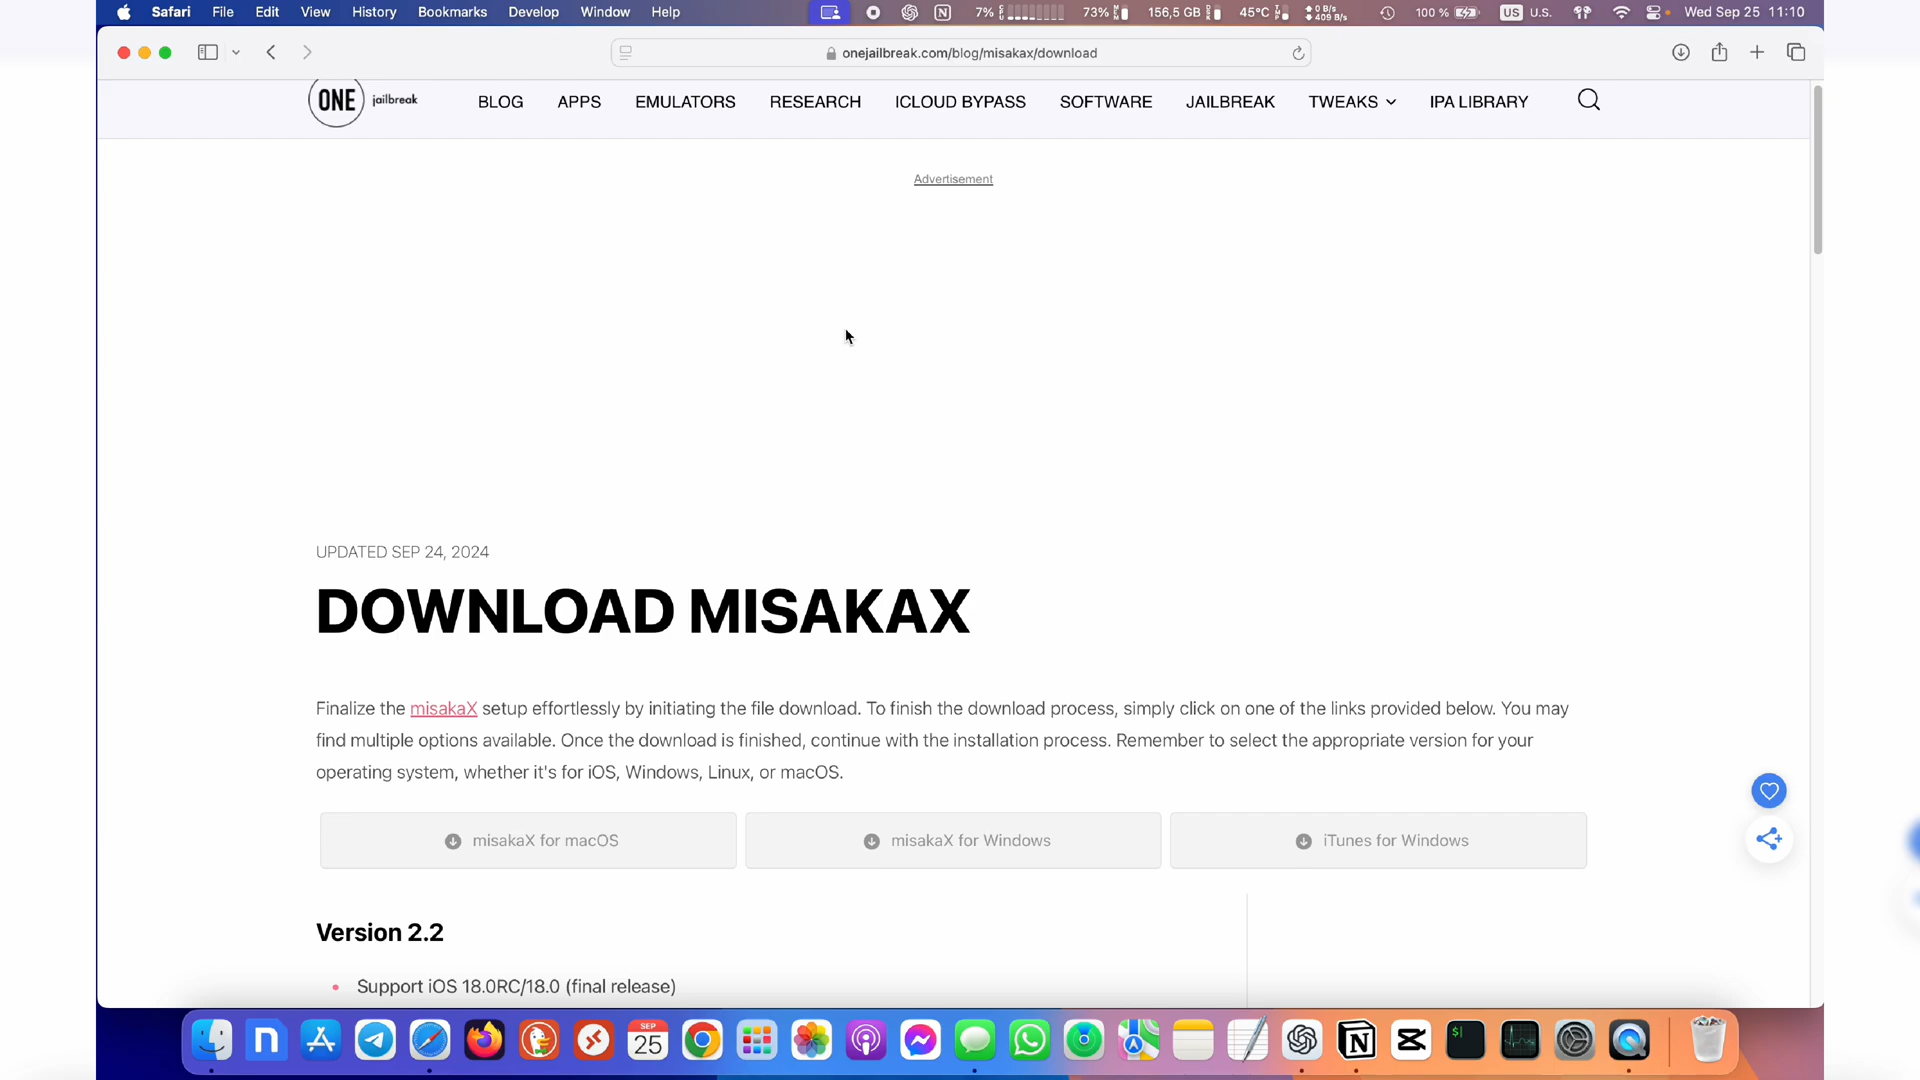 Safari File Edit View History Bookmarks Develop Window Help 7% 73% 156,5 GB 45°C 0 B/s 409 B/s 100 % US U.S. Wed Sep 25 11:10
onejailbreak.com/blog/misakax/download
ONE jailbreak BLOG APPS EMULATORS RESEARCH ICLOUD BYPASS SOFTWARE JAILBREAK TWEAKS IPA LIBRARY
Advertisement
UPDATED SEP 24, 2024
DOWNLOAD MISAKAX
Finalize the misakaX setup effortlessly by initiating the file download. To finish the download process, simply click on one of the links provided below. You may
find multiple options available. Once the download is finished, continue with the installation process. Remember to select the appropriate version for your
operating system, whether it's for iOS, Windows, Linux, or macOS.
misakaX for macOS misakaX for Windows iTunes for Windows
Version 2.2
• Support iOS 18.0RC/18.0 (final release)
SEP
25